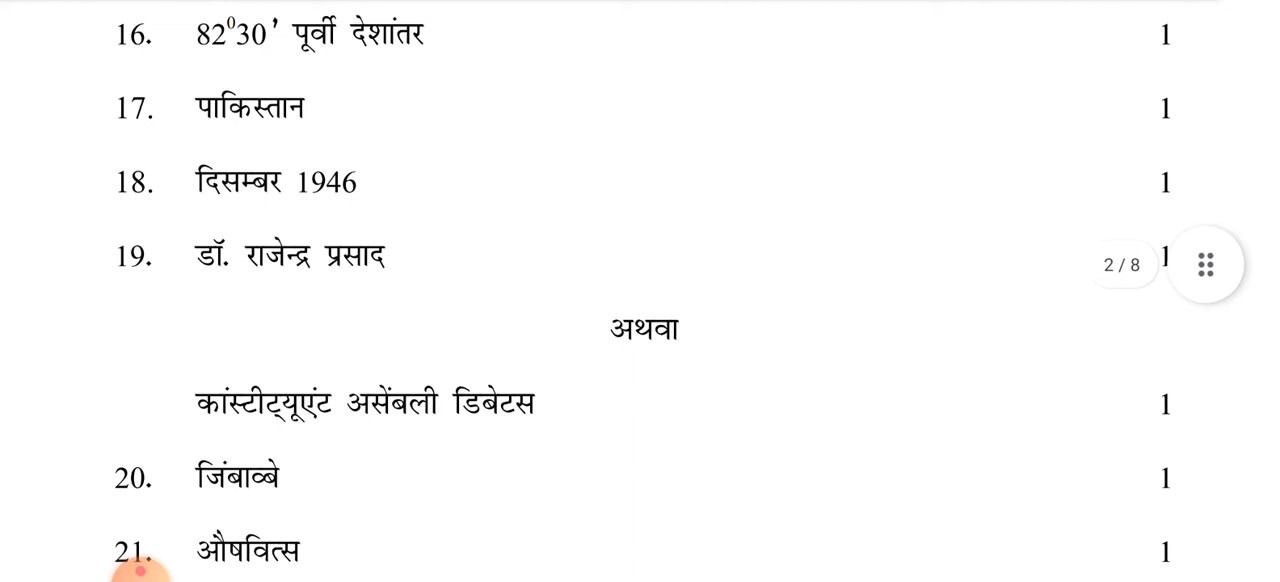 16. 82⁰30' पूर्वी देशांतर 1
17. पाकिस्तान 1
18. दिसम्बर 1946 1
19. डॉ. राजेन्द्र प्रसाद 1
2 / 8
अथवा
कांस्टीट्यूएंट असेंबली डिबेटस 1
20. जिंबाव्बे 1
21. औषवित्स 1